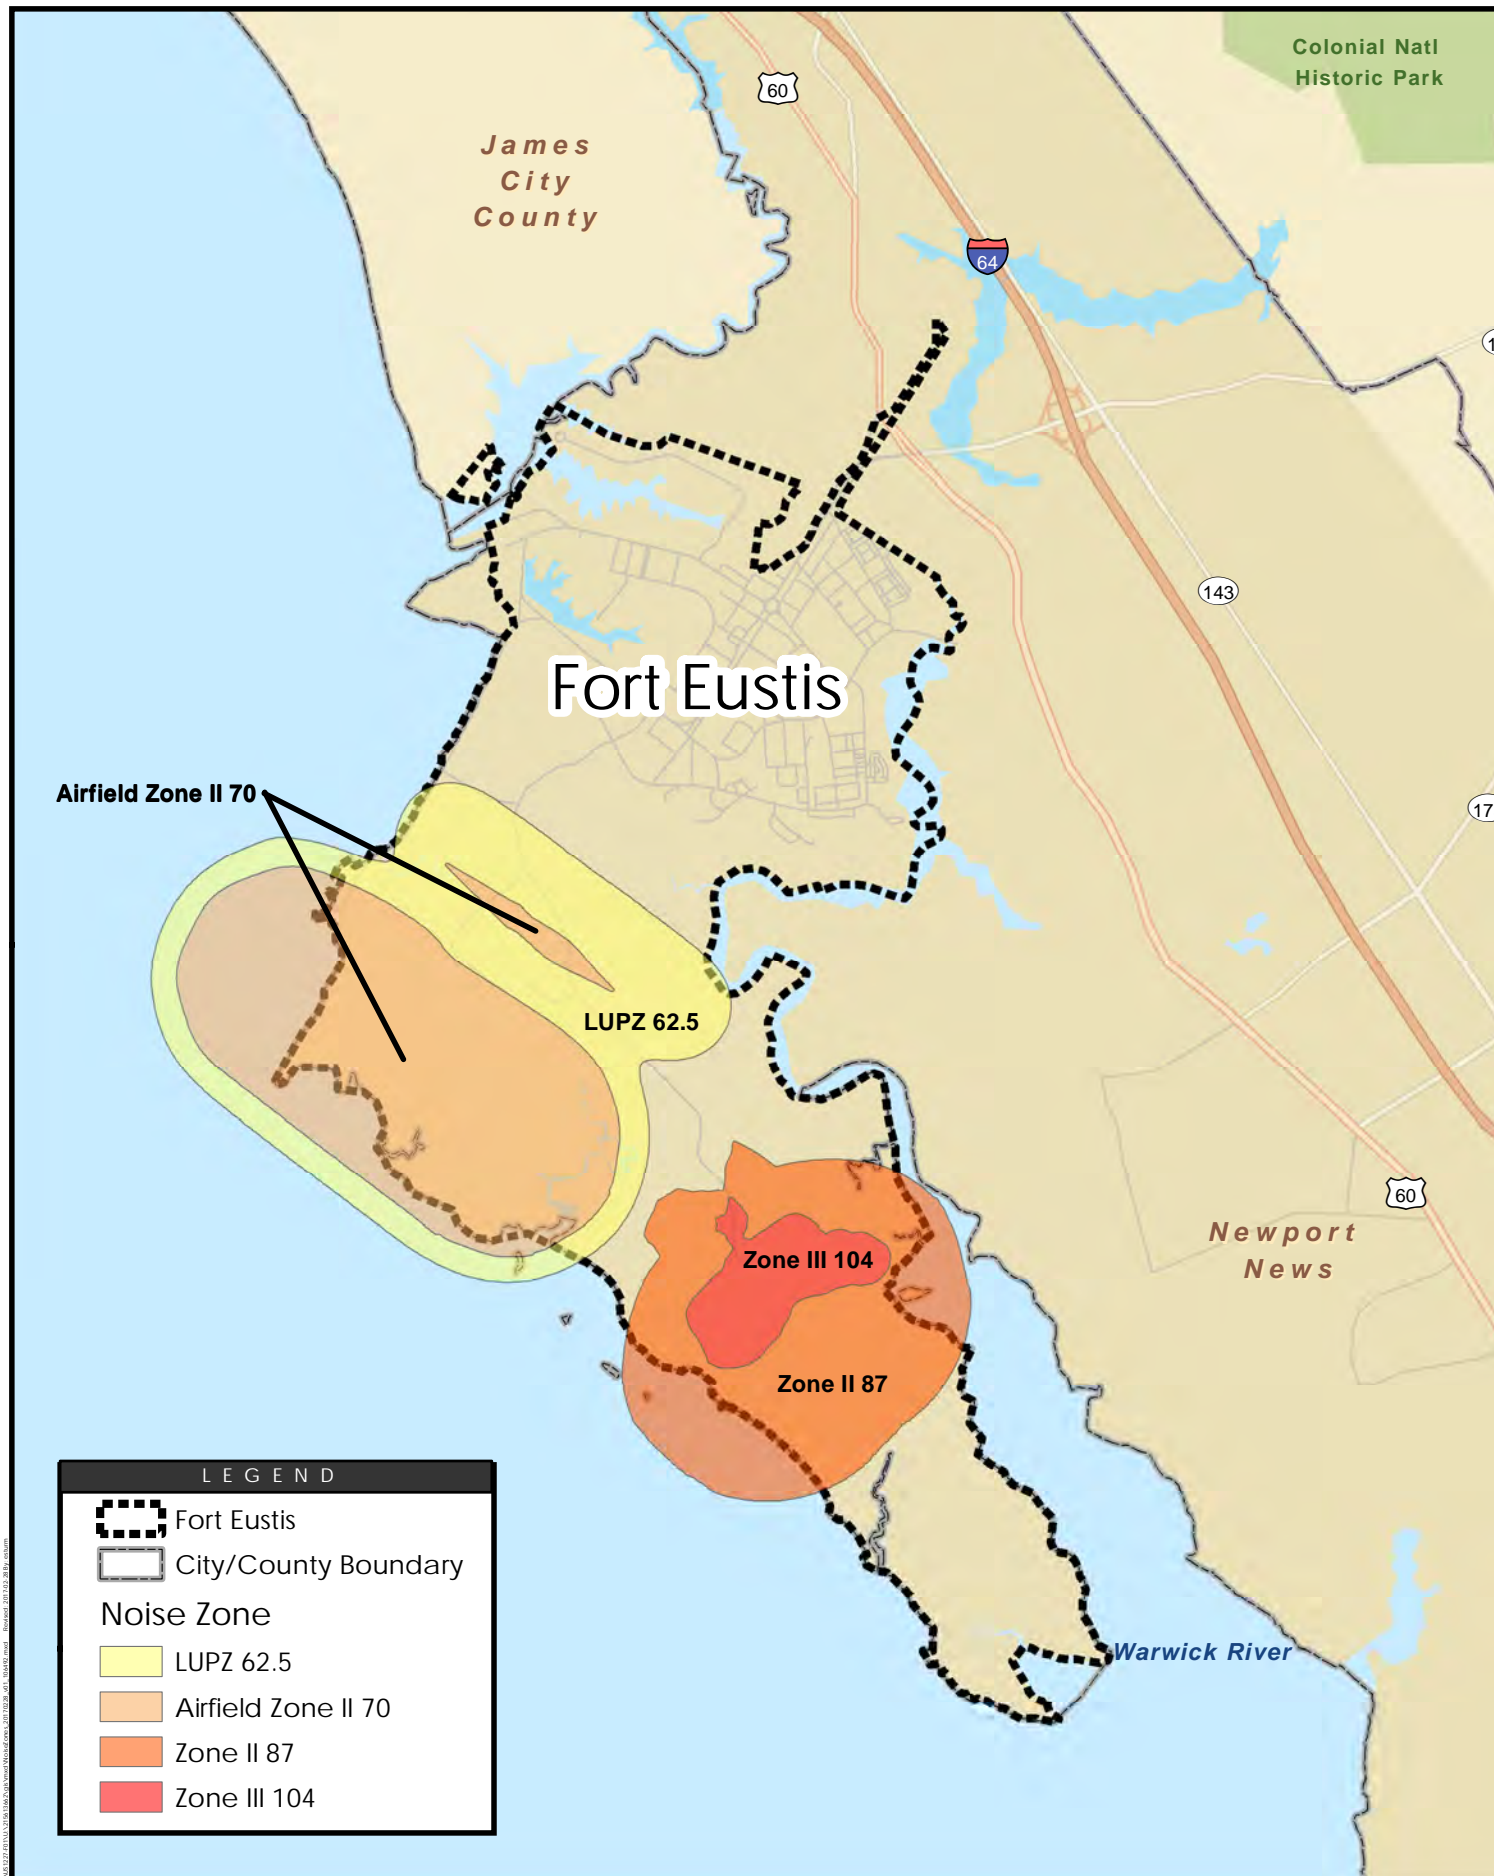 Colonial Natl
Historic Park
60
James
City
County
64
143
Fort Eustis
17
Airfield Zone II 70
LUPZ 62.5
60
Newport
News
Zone III 104
Zone II 87
Warwick River
LEGEND
Fort Eustis
City/County Boundary
Noise Zone
LUPZ 62.5
Airfield Zone II 70
Zone II 87
Zone III 104